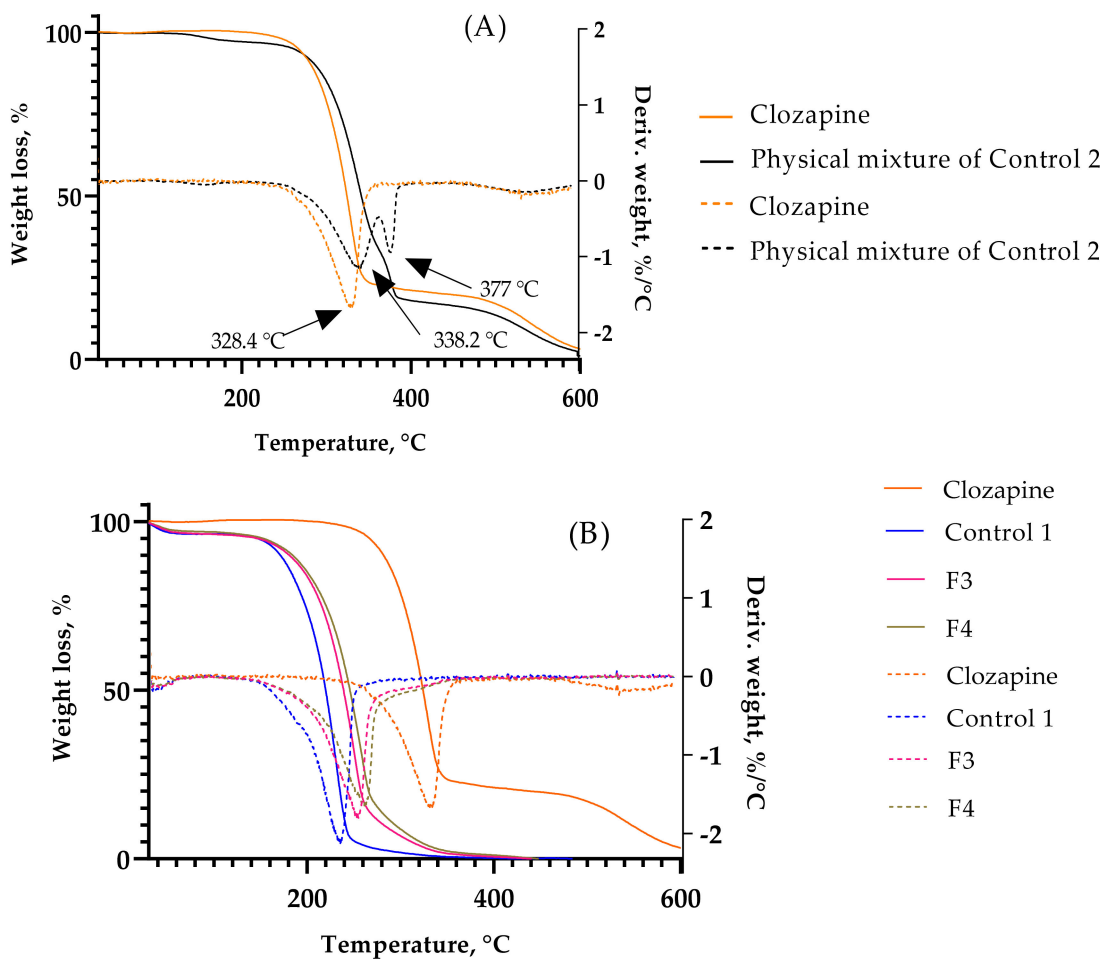 (A)
100
50
0
Weight loss, %
200
400
600
Temperature, °C
2
1
0
-1
-2
Deriv. weight, %/°C
328.4 °C
338.2 °C
377 °C
Clozapine
Physical mixture of Control 2
Clozapine
Physical mixture of Control 2
(B)
100
50
0
Weight loss, %
200
400
600
Temperature, °C
2
1
0
-1
-2
Deriv. weight, %/°C
Clozapine
Control 1
F3
F4
Clozapine
Control 1
F3
F4